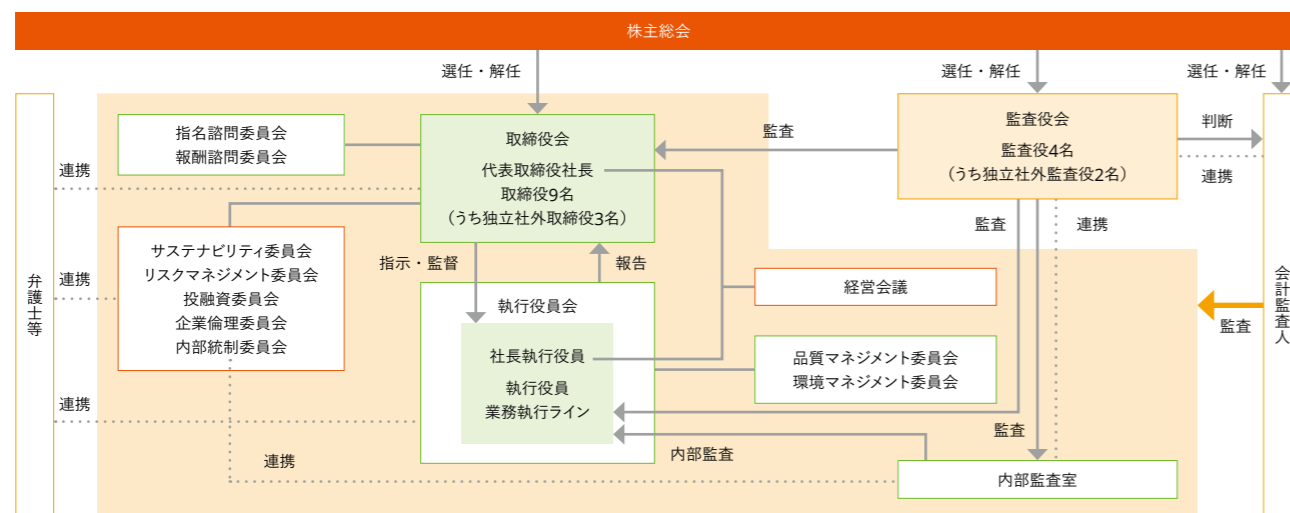 株主総会
選任・解任
選任・解任
選任・解任
指名諮問委員会
報酬諮問委員会
取締役会
代表取締役社長
取締役9名
（うち独立社外取締役3名）
監査
監査役会
監査役4名
（うち独立社外監査役2名）
判断
連携
連携
サステナビリティ委員会
リスクマネジメント委員会
投融資委員会
企業倫理委員会
内部統制委員会
連携
弁護士等
指示・監督
報告
監査
連携
執行役員会
社長執行役員
執行役員
業務執行ライン
経営会議
品質マネジメント委員会
環境マネジメント委員会
会計監査人
監査
連携
連携
内部監査
監査
内部監査室